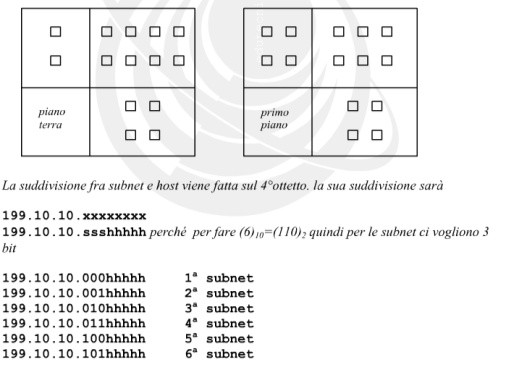 piano
terra
primo
piano
La suddivisione fra subnet e host viene fatta sul 4°ottetto. la sua suddivisione sarà
199.10.10.xxxxxxxx
199.10.10.ssshhhhh perché per fare (6)₁₀=(110)₂ quindi per le subnet ci vogliono 3
bit
199.10.10.000hhhhh 1ª subnet
199.10.10.001hhhhh 2ª subnet
199.10.10.010hhhhh 3ª subnet
199.10.10.011hhhhh 4ª subnet
199.10.10.100hhhhh 5ª subnet
199.10.10.101hhhhh 6ª subnet